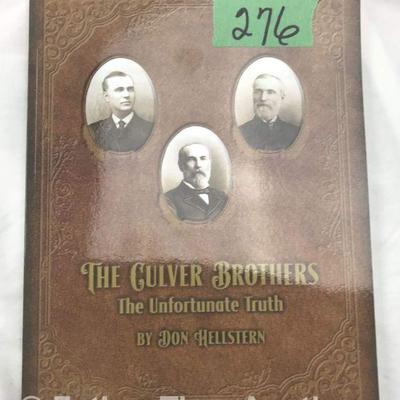 276
THE CULVER BROTHERS
The Unfortunate Truth
BY DON HELLSTERN